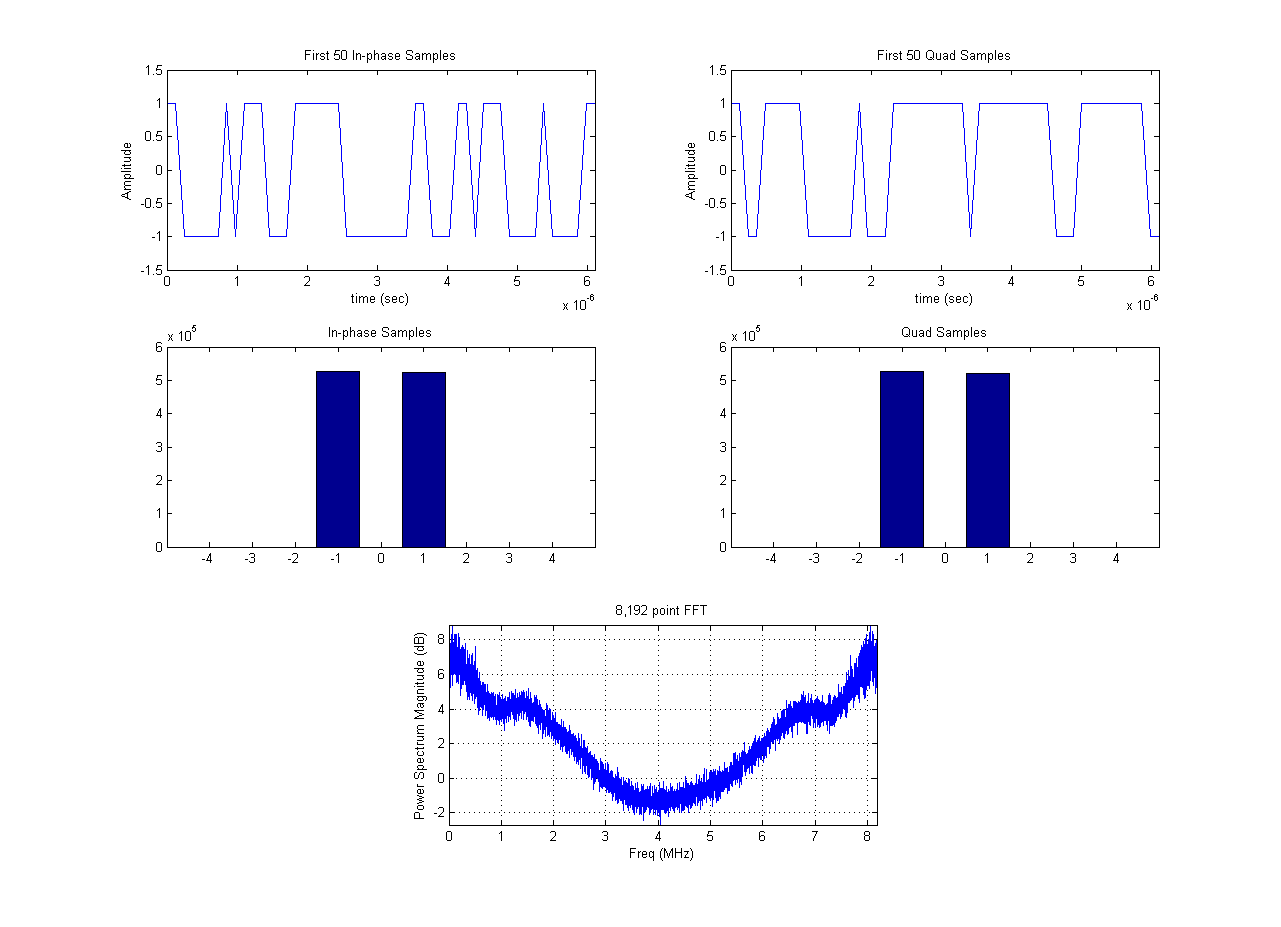 First 50 In-phase Samples
1.5
1
0.5
0
-0.5
-1
-1.5
Amplitude
0 1 2 3 4 5 6
time (sec)
x 10^-6
First 50 Quad Samples
1.5
1
0.5
0
-0.5
-1
-1.5
Amplitude
0 1 2 3 4 5 6
time (sec)
x 10^-6
In-phase Samples
x 10^5
6
5
4
3
2
1
0
-4 -3 -2 -1 0 1 2 3 4
Quad Samples
x 10^5
6
5
4
3
2
1
0
-4 -3 -2 -1 0 1 2 3 4
8,192 point FFT
8
6
4
2
0
-2
Power Spectrum Magnitude (dB)
0 1 2 3 4 5 6 7 8
Freq (MHz)